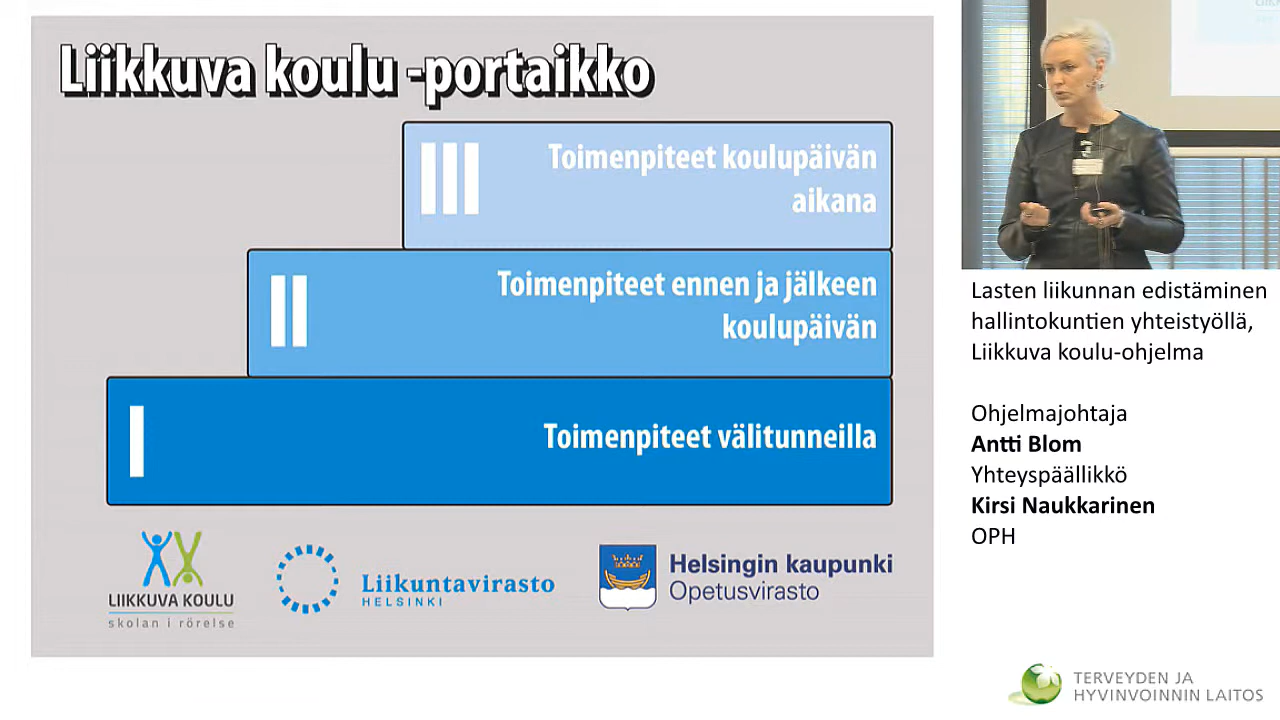 Liikkuva koulu -portaikko
III
Toimenpiteet koulupäivän
aikana
II
Toimenpiteet ennen ja jälkeen
koulupäivän
I
Toimenpiteet välitunneilla
LIIKKUVA KOULU
skolan i rörelse
Liikuntavirasto
HELSINKI
Helsingin kaupunki
Opetusvirasto
Lasten liikunnan edistäminen
hallintokuntien yhteistyöllä,
Liikkuva koulu-ohjelma
Ohjelmajohtaja
Antti Blom
Yhteyspäällikkö
Kirsi Naukkarinen
OPH
TERVEYDEN JA
HYVINVOINNIN LAITOS